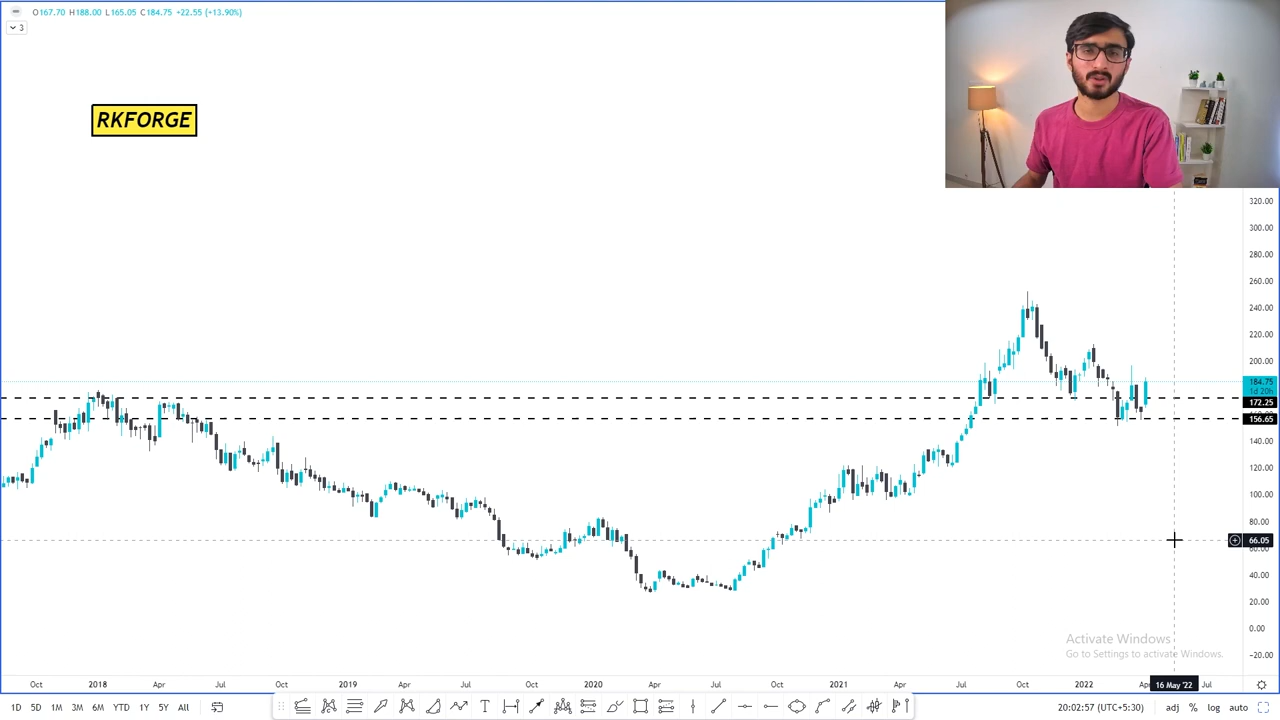 O167.70 H188.00 L165.05 C184.75 +22.55 (+13.90%)
3
RKFORGE
320.00
300.00
280.00
260.00
240.00
220.00
200.00
184.75
1d 20h
172.25
156.65
140.00
120.00
100.00
80.00
66.05
60.00
40.00
20.00
0.00
−20.00
Activate Windows
Go to Settings to activate Windows.
Oct 2018 Apr Jul Oct 2019 Apr Jul Oct 2020 Apr Jul Oct 2021 Apr Jul Oct 2022 Ap 16 May '22 Jul
1D 5D 1M 3M 6M YTD 1Y 5Y All
20:02:57 (UTC+5:30) adj % log auto